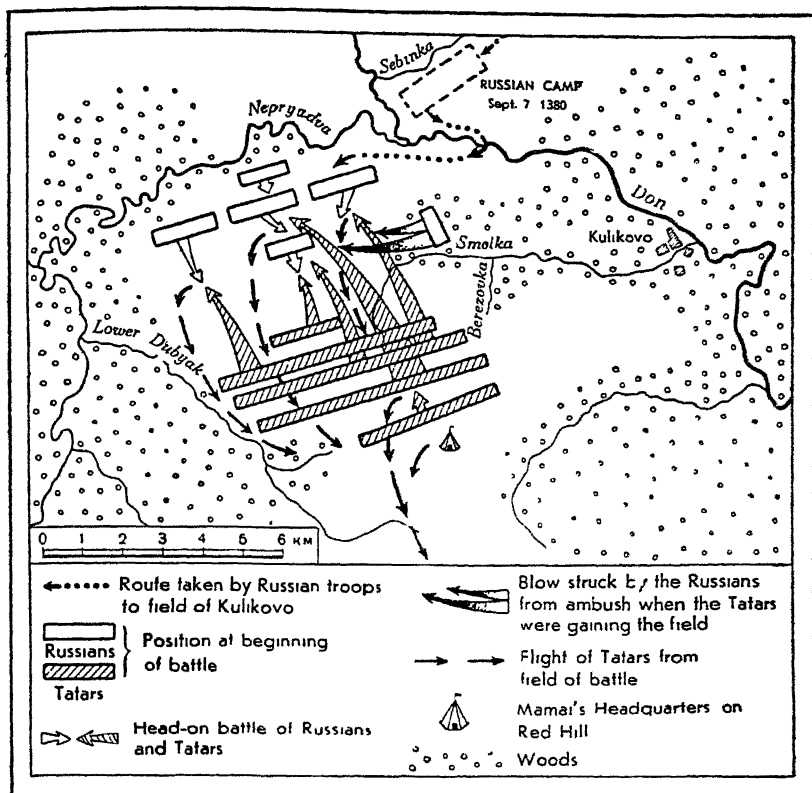 Sebinka
RUSSIAN CAMP
Sept. 7 1380
Nepryadva
Don
Kulikovo
Smolka
Berezovka
Lower Dubyak
0 1 2 3 4 5 6 KM
Route taken by Russian troops
to field of Kulikovo
Russians
Tatars
Position at beginning
of battle
Head-on battle of Russians
and Tatars
Blow struck by the Russians
from ambush when the Tatars
were gaining the field
Flight of Tatars from
field of battle
Mamai's Headquarters on
Red Hill
Woods